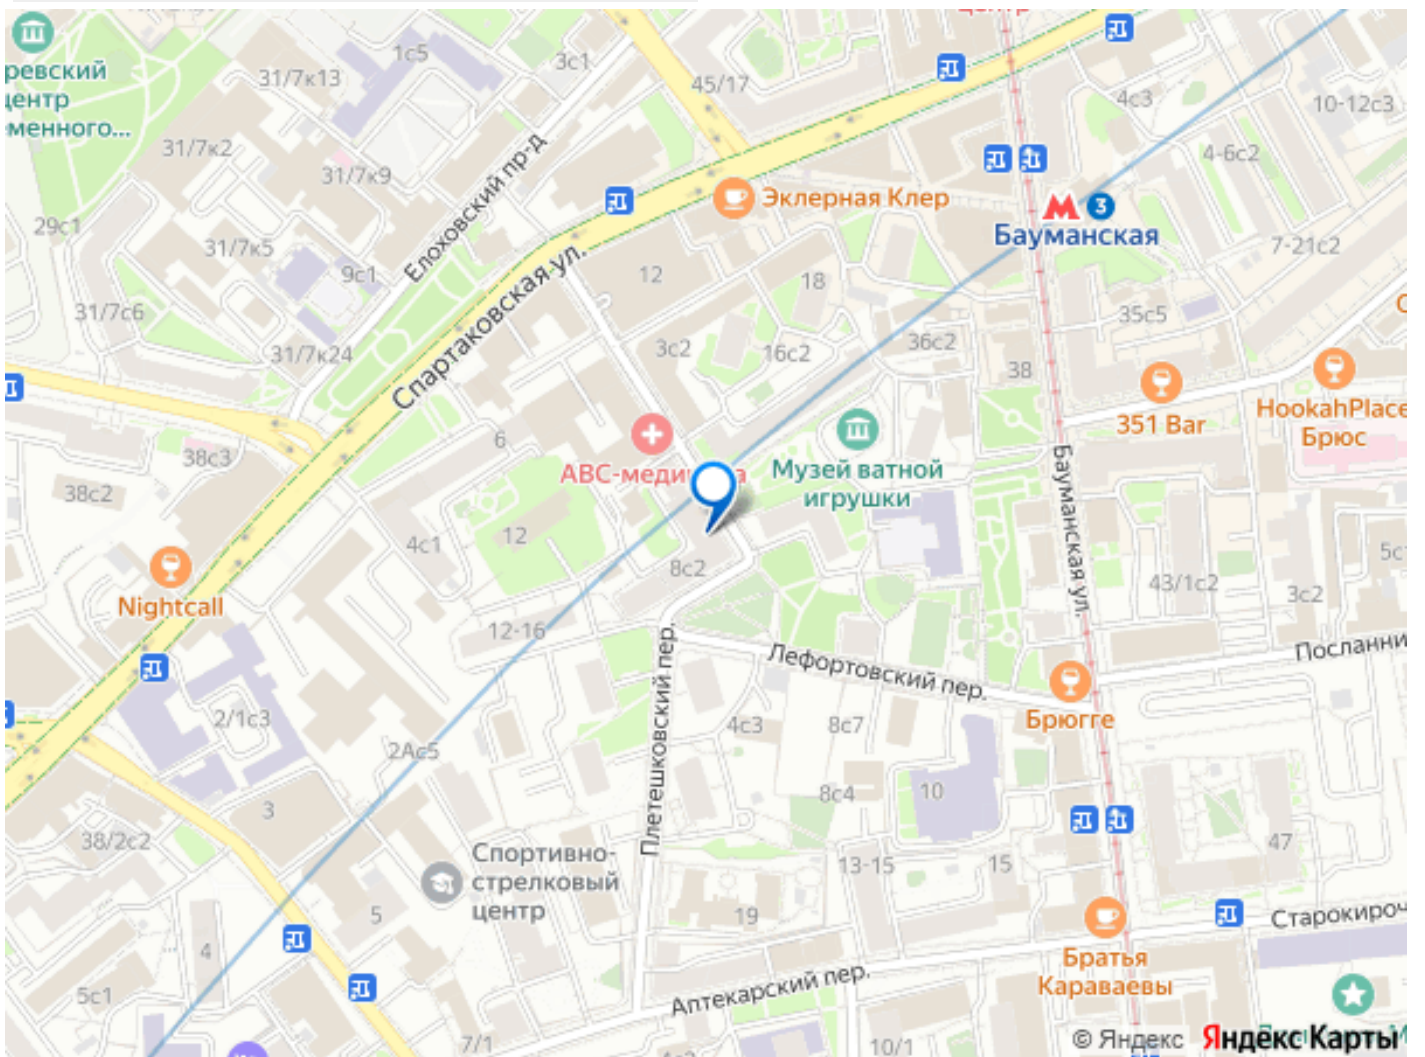 1с5
3с1
45/17
31/7к13
ревский
центр
менного...
4с3
10-12с3
31/7к2
31/7к9
Елоховский пр-д
4-6с2
Эклерная Клер
3
Бауманская
29с1
31/7к5
9с1
7-21с2
12
18
31/7с6
35с5
31/7к24
Спартаковская ул.
3с2
16с2
36с2
38
351 Bar
HookahPlace
Брюс
6
38с3
АВС-медицина
Музей ватной
игрушки
38с2
12
4с1
Бауманская ул.
8с2
43/1с2
3с2
Nightcall
12-16
Лефортовский пер.
Посланни
Плетешковский пер.
2/1с3
2Ас5
4с3
8с7
Брюгге
10
8с4
3
38/2с2
47
Спортивно-
стрелковый
центр
13-15
15
5
19
4
Старокироч
Братья
Караваевы
5с1
Аптекарский пер.
7/1
10/1
© Яндекс
Яндекс Карты